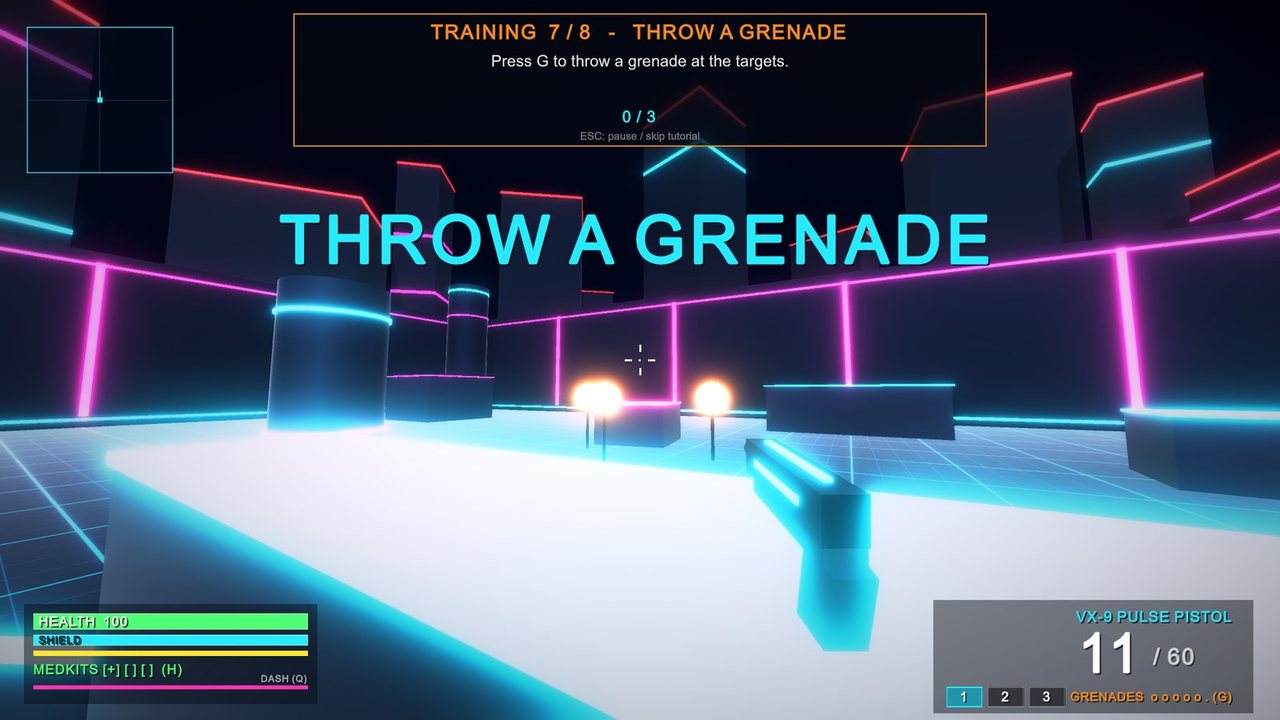 TRAINING 7 / 8 - THROW A GRENADE
Press G to throw a grenade at the targets.
0 / 3
ESC: pause / skip tutorial
THROW A GRENADE
HEALTH 100
SHIELD
MEDKITS [+] [ ] [ ] (H)
DASH (Q)
VX-9 PULSE PISTOL
11 / 60
1 2 3 GRENADES o o o o o . (G)